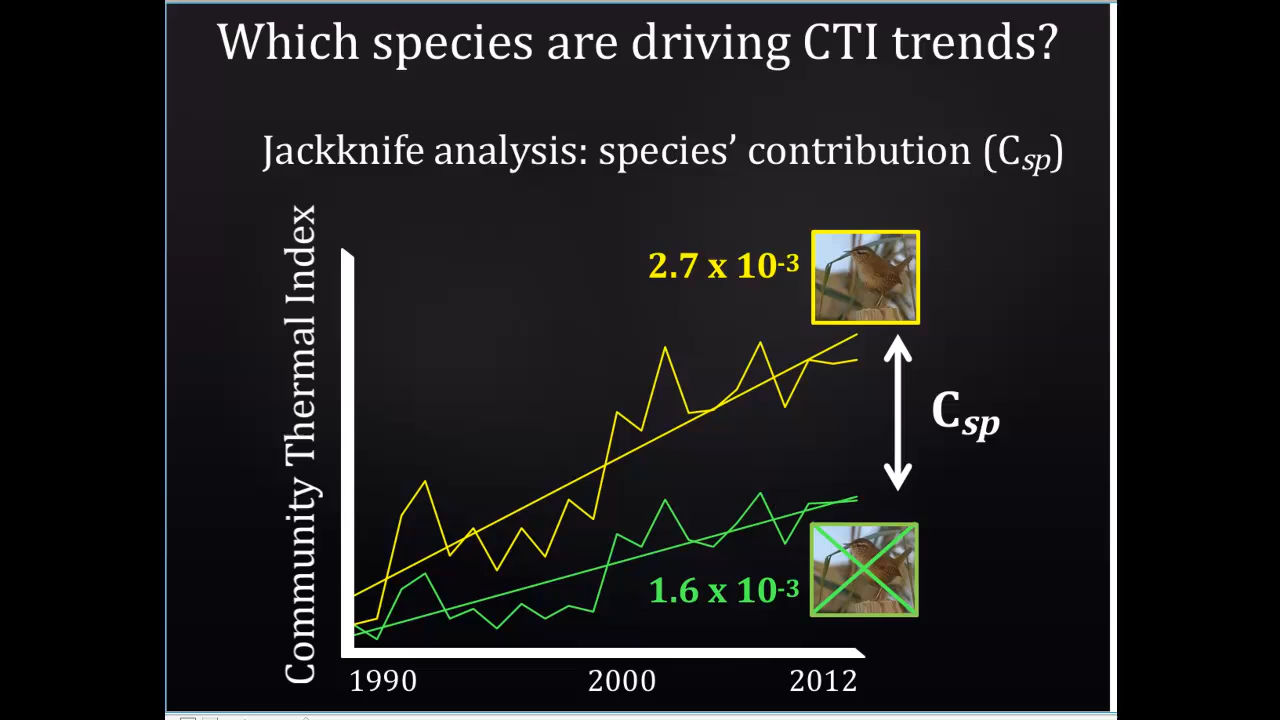 Which species are driving CTI trends?
Jackknife analysis: species’ contribution (Csp)
Community Thermal Index
2.7 x 10-3
Csp
1.6 x 10-3
1990 2000 2012